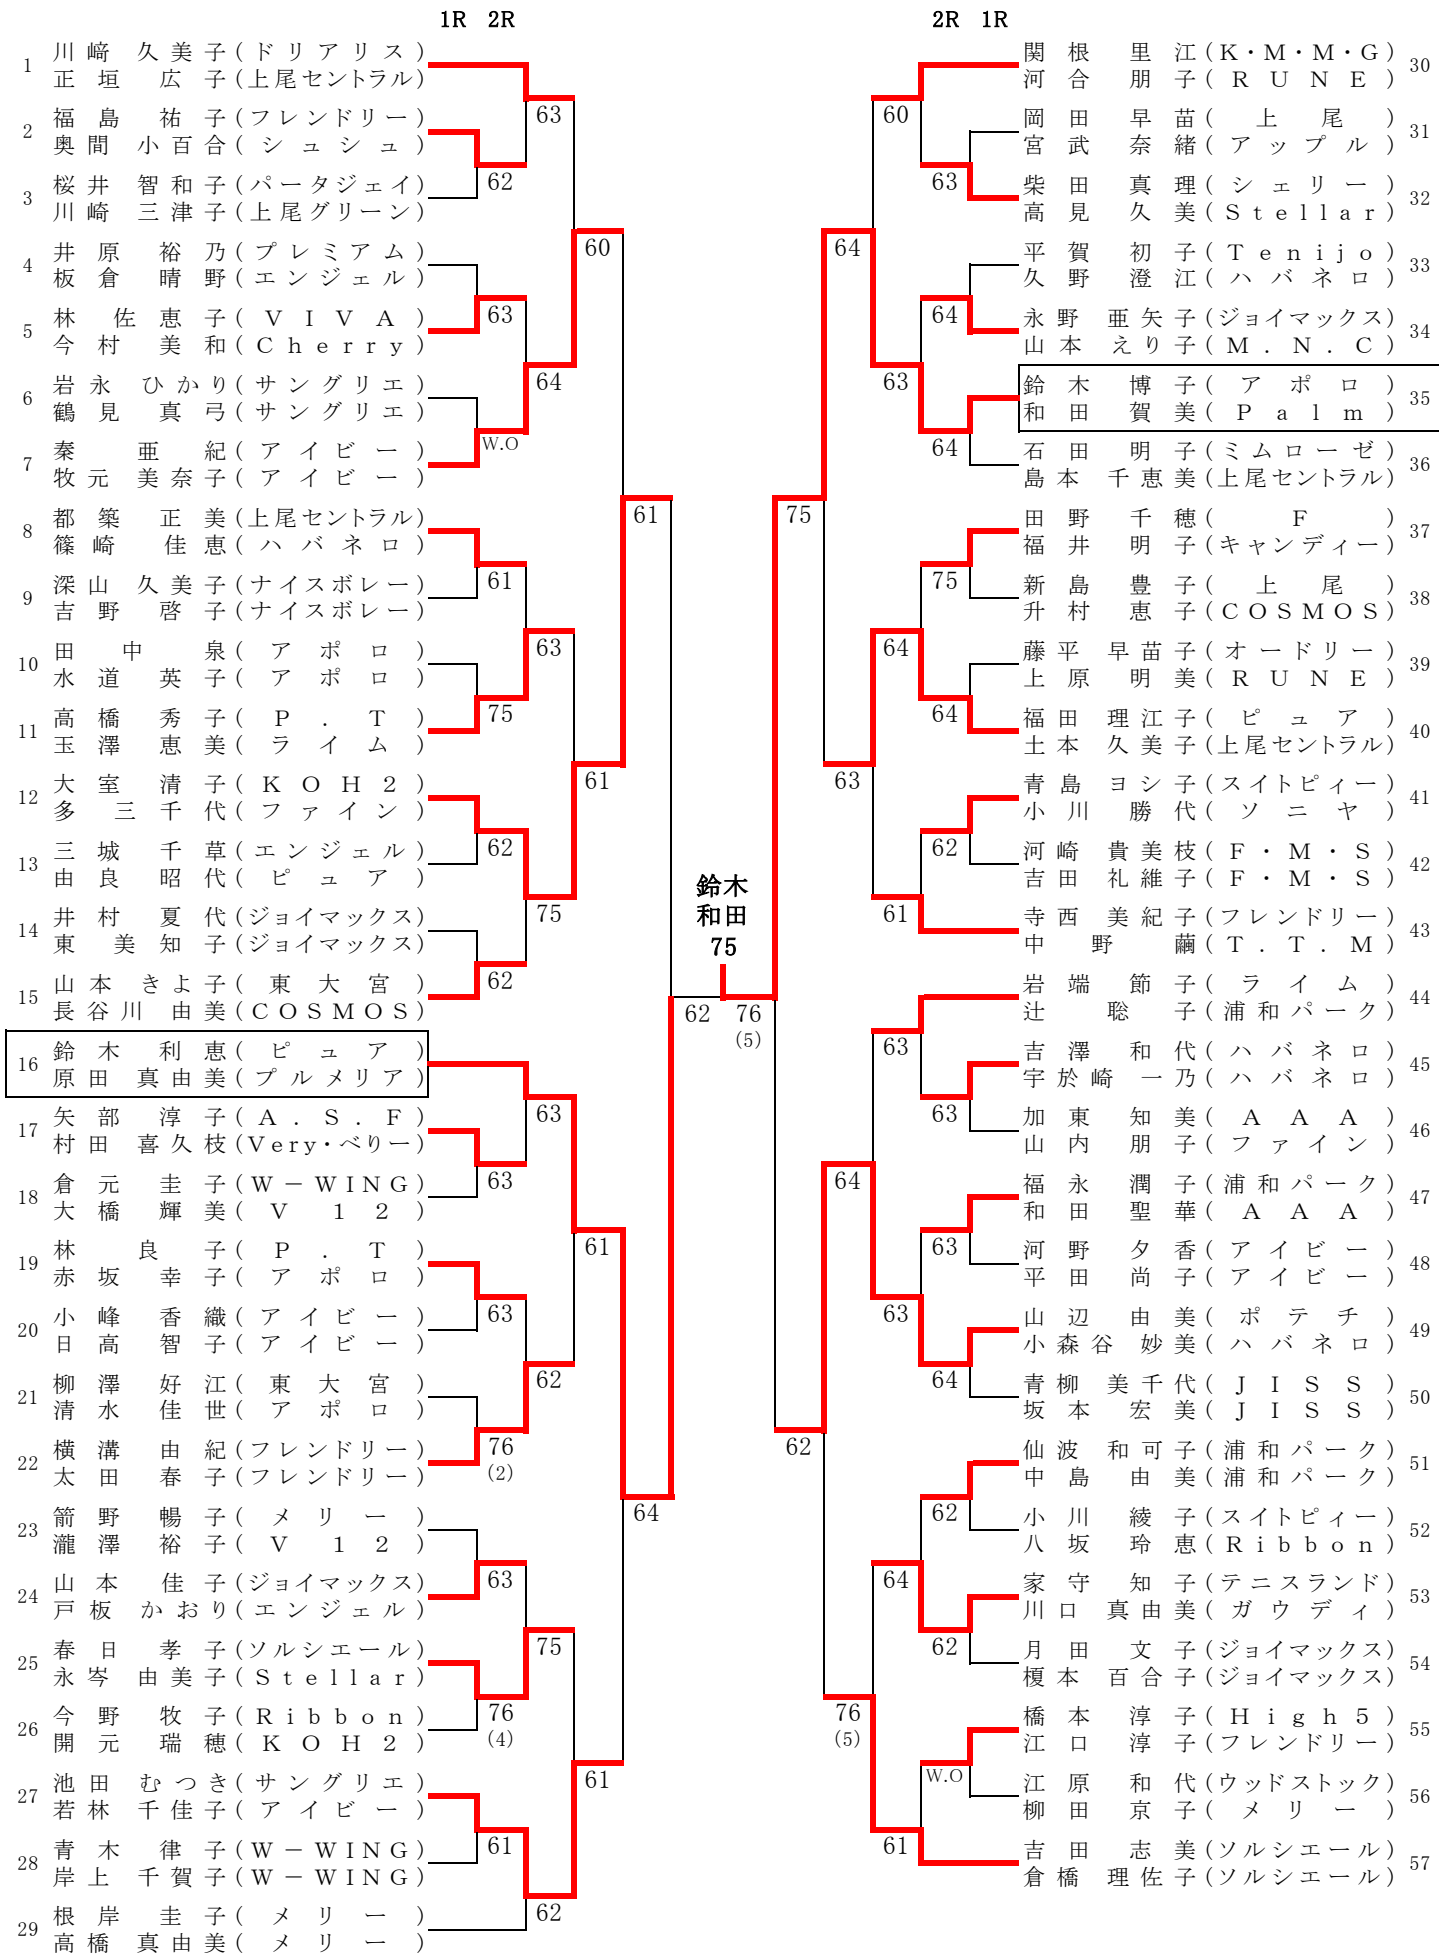 1R 2R
1 川﨑 久美子(ドリアリス)
正垣 広子(上尾セントラル)
63
2 福島 祐子(フレンドリー)
奥間 小百合(シュシュ)
62
3 桜井 智和子(パータジェイ)
川崎 三津子(上尾グリーン)
60
4 井原 裕乃(プレミアム)
板倉 晴野(エンジェル)
63
5 林 佐恵子(VIVA)
今村 美和(Cherry)
64
6 岩永 ひかり(サングリエ)
鶴見 真弓(サングリエ)
W.O
7 秦 亜紀(アイビー)
牧元 美奈子(アイビー)
61
8 都築 正美(上尾セントラル)
篠崎 佳恵(ハバネロ)
61
9 深山 久美子(ナイスボレー)
吉野 啓子(ナイスボレー)
63
10 田中 泉(アポロ)
水道 英子(アポロ)
75
11 高橋 秀子(P.T)
玉澤 恵美(ライム)
61
12 大室 清子(KOH2)
多 三千代(ファイン)
62
13 三城 千草(エンジェル)
由良 昭代(ピュア)
75
14 井村 夏代(ジョイマックス)
東 美知子(ジョイマックス)
62
15 山本 きよ子(東大宮)
長谷川 由美(COSMOS)
62
16 鈴木 利恵(ピュア)
原田 真由美(プルメリア)
63
17 矢部 淳子(A.S.F)
村田 喜久枝(Very・べりー)
63
18 倉元 圭子(W－WING)
大橋 輝美(V12)
61
19 林 良子(P.T)
赤坂 幸子(アポロ)
63
20 小峰 香織(アイビー)
日高 智子(アイビー)
62
21 柳澤 好江(東大宮)
清水 佳世(アポロ)
76
(2)
22 横溝 由紀(フレンドリー)
太田 春子(フレンドリー)
64
23 箭野 暢子(メリー)
瀧澤 裕子(V12)
63
24 山本 佳子(ジョイマックス)
戸板 かおり(エンジェル)
75
25 春日 孝子(ソルシエール)
永岑 由美子(Stellar)
76
(4)
26 今野 牧子(Ribbon)
開元 瑞穂(KOH2)
61
27 池田 むつき(サングリエ)
若林 千佳子(アイビー)
61
28 青木 律子(W－WING)
岸上 千賀子(W－WING)
62
29 根岸 圭子(メリー)
高橋 真由美(メリー)
鈴木
和田
75
76
(5)
2R 1R
関根 里江(K・M・M・G) 30
河合 朋子(RUNE)
60
岡田 早苗(上尾) 31
宮武 奈緒(アップル)
63
柴田 真理(シェリー) 32
高見 久美(Stellar)
64
平賀 初子(Tenijo) 33
久野 澄江(ハバネロ)
64
永野 亜矢子(ジョイマックス) 34
山本 えり子(M.N.C)
63
鈴木 博子(アポロ) 35
和田 賀美(Palm)
64
石田 明子(ミムローゼ) 36
島本 千恵美(上尾セントラル)
75
田野 千穂(F) 37
福井 明子(キャンディー)
75
新島 豊子(上尾) 38
升村 恵子(COSMOS)
64
藤平 早苗子(オードリー) 39
上原 明美(RUNE)
64
福田 理江子(ピュア) 40
土本 久美子(上尾セントラル)
63
青島 ヨシ子(スイトピィー) 41
小川 勝代(ソニヤ)
62
河崎 貴美枝(F・M・S) 42
吉田 礼維子(F・M・S)
61
寺西 美紀子(フレンドリー) 43
中野 繭(T.T.M)
岩端 節子(ライム) 44
辻 聡子(浦和パーク)
63
吉澤 和代(ハバネロ) 45
宇於崎 一乃(ハバネロ)
63
加東 知美(AAA) 46
山内 朋子(ファイン)
64
福永 潤子(浦和パーク) 47
和田 聖華(AAA)
63
河野 夕香(アイビー) 48
平田 尚子(アイビー)
63
山辺 由美(ポテチ) 49
小森谷 妙美(ハバネロ)
64
青柳 美千代(JISS) 50
坂本 宏美(JISS)
62
仙波 和可子(浦和パーク) 51
中島 由美(浦和パーク)
62
小川 綾子(スイトピィー) 52
八坂 玲恵(Ribbon)
64
家守 知子(テニスランド) 53
川口 真由美(ガウディ)
62
月田 文子(ジョイマックス) 54
榎本 百合子(ジョイマックス)
76
(5)
橋本 淳子(High5) 55
江口 淳子(フレンドリー)
W.O
江原 和代(ウッドストック) 56
柳田 京子(メリー)
61
吉田 志美(ソルシエール) 57
倉橋 理佐子(ソルシエール)